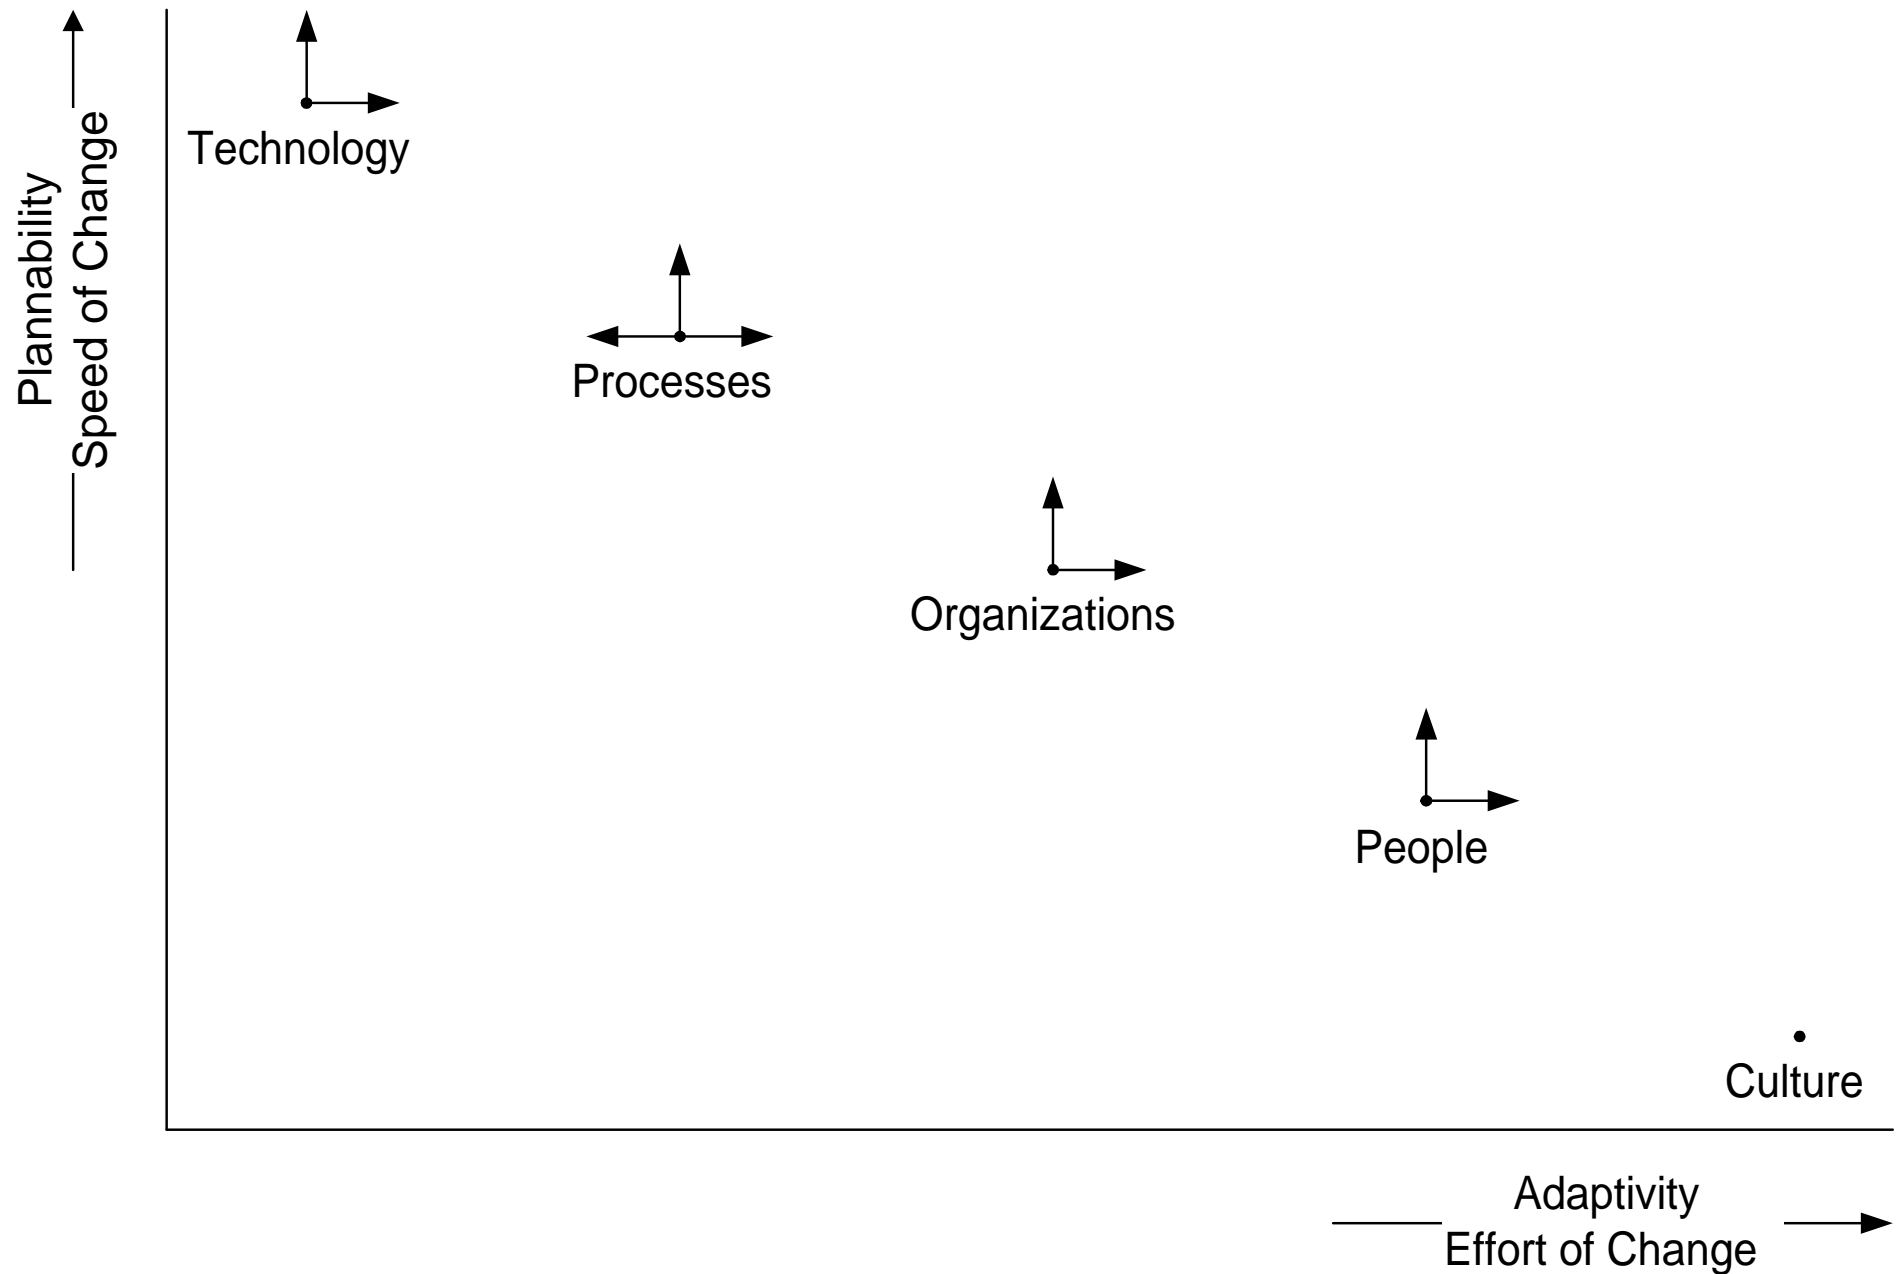 Plannability
Speed of Change
Technology
Processes
Organizations
People
Culture
Adaptivity
Effort of Change